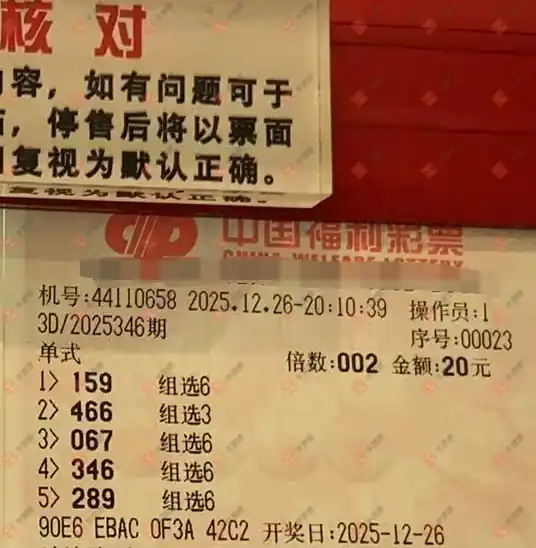 核 对
容，如有问题可于
，停售后将以票面
复视为默认正确。
中国福利彩票
CHINA WELFARE LOTTERY
机号:44110658 2025.12.26-20:10:39 操作员:1
3D/2025346期 序号:00023
单式 倍数:002 金额:20元
1> 159 组选6
2> 466 组选3
3> 067 组选6
4> 346 组选6
5> 289 组选6
90E6 EBAC 0F3A 42C2 开奖日:2025-12-26